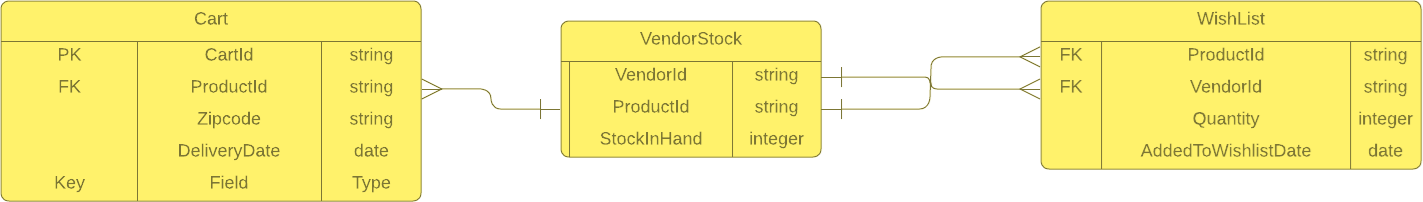 Cart
PK CartId string
FK ProductId string
Zipcode string
DeliveryDate date
Key Field Type
VendorStock
VendorId string
ProductId string
StockInHand integer
WishList
FK ProductId string
FK VendorId string
Quantity integer
AddedToWishlistDate date